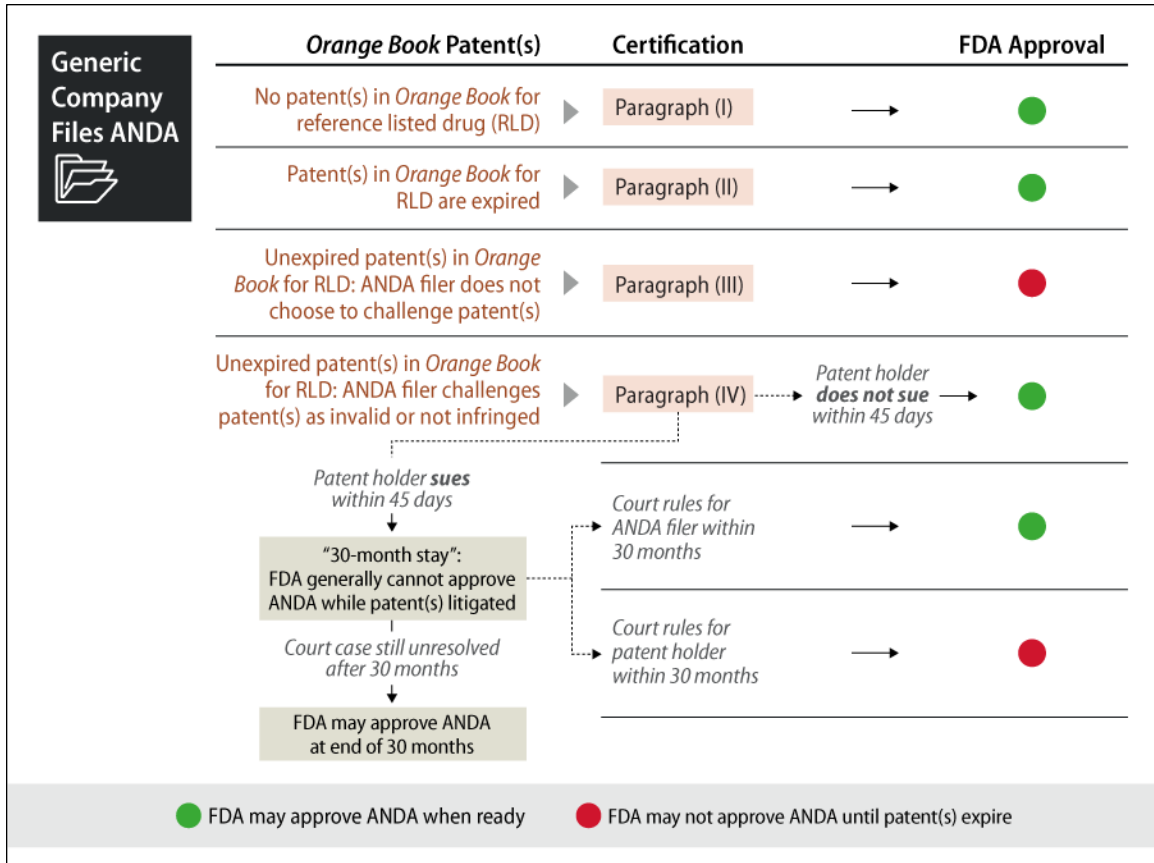 Generic
Company
Files ANDA
Orange Book Patent(s)
Certification
FDA Approval
No patent(s) in Orange Book for
reference listed drug (RLD)
Paragraph (I)
Patent(s) in Orange Book for
RLD are expired
Paragraph (II)
Unexpired patent(s) in Orange
Book for RLD: ANDA filer does not
choose to challenge patent(s)
Paragraph (III)
Unexpired patent(s) in Orange Book
for RLD: ANDA filer challenges
patent(s) as invalid or not infringed
Paragraph (IV)
Patent holder
does not sue
within 45 days
Patent holder sues
within 45 days
"30-month stay":
FDA generally cannot approve
ANDA while patent(s) litigated
Court rules for
ANDA filer within
30 months
Court rules for
patent holder
within 30 months
Court case still unresolved
after 30 months
FDA may approve ANDA
at end of 30 months
FDA may approve ANDA when ready
FDA may not approve ANDA until patent(s) expire